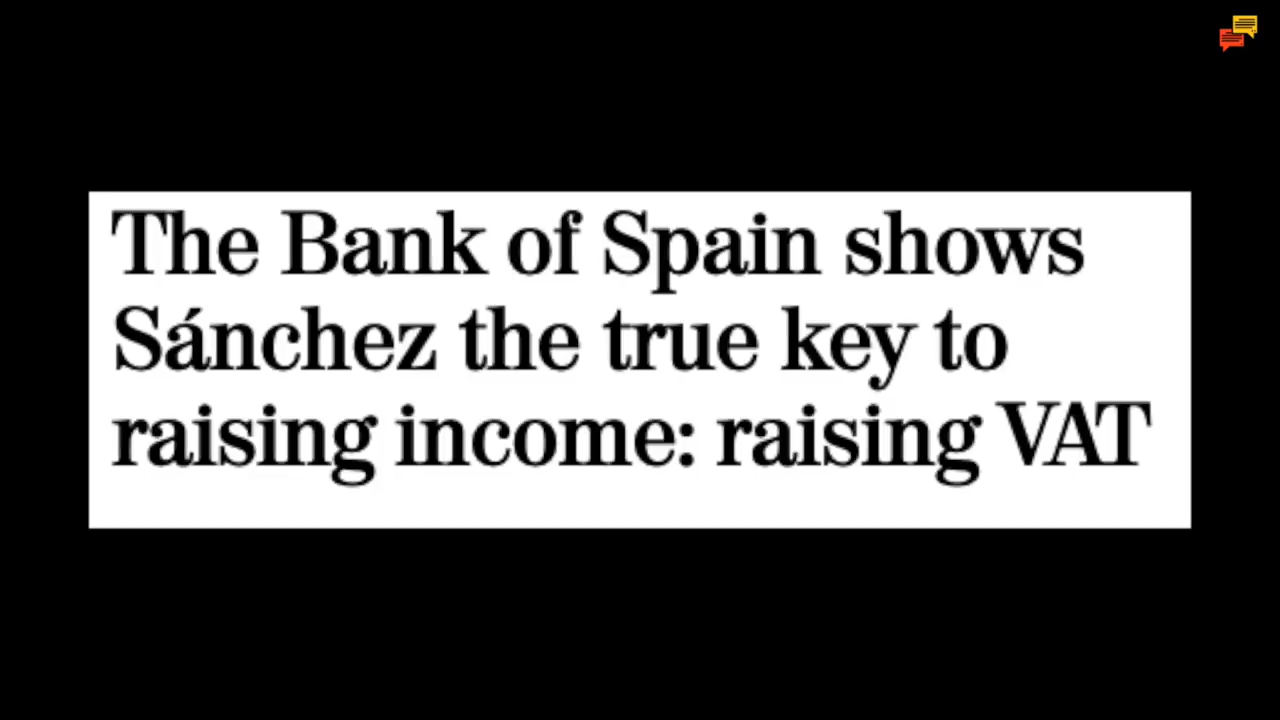 The Bank of Spain shows
Sánchez the true key to
raising income: raising VAT